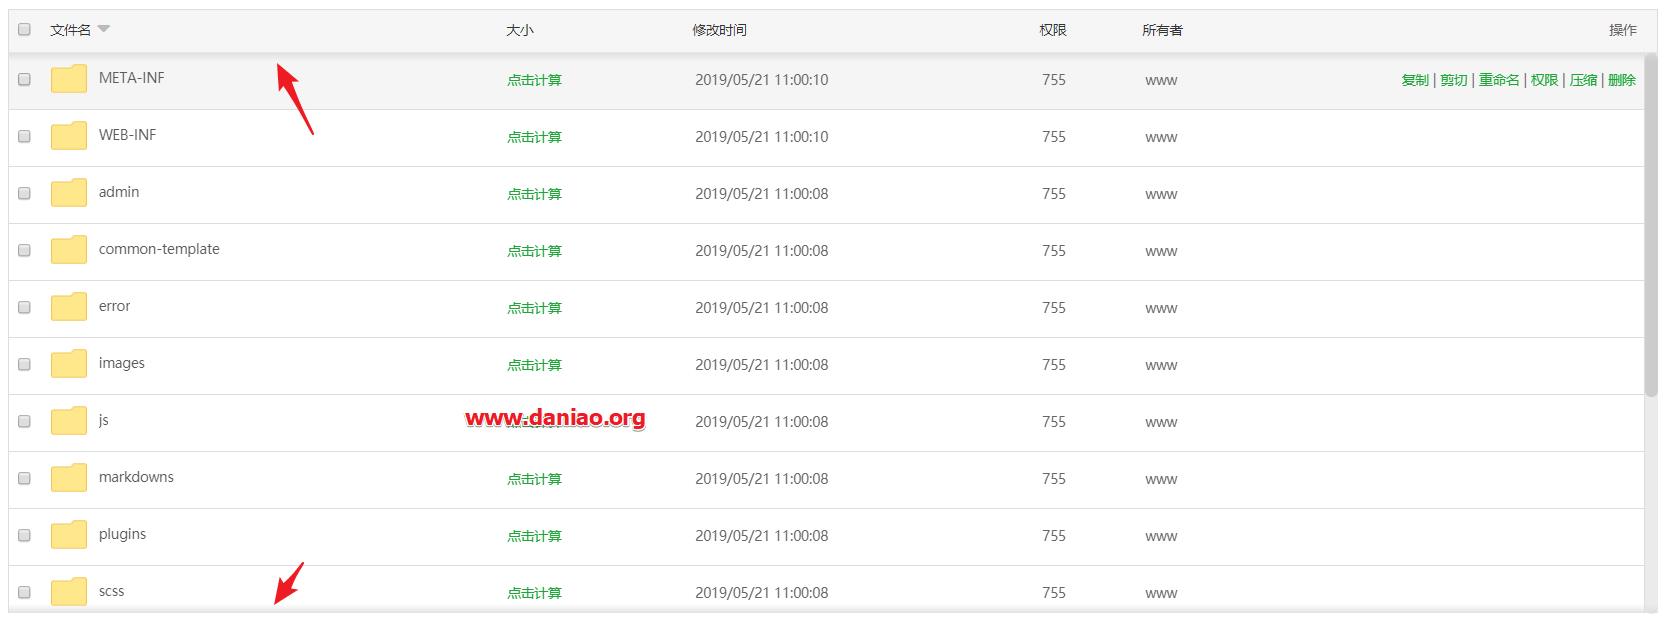 文件名 大小 修改时间 权限 所有者 操作
META-INF 点击计算 2019/05/21 11:00:10 755 www 复制 | 剪切 | 重命名 | 权限 | 压缩 | 删除
WEB-INF 点击计算 2019/05/21 11:00:10 755 www
admin 点击计算 2019/05/21 11:00:08 755 www
common-template 点击计算 2019/05/21 11:00:08 755 www
error 点击计算 2019/05/21 11:00:08 755 www
images 点击计算 2019/05/21 11:00:08 755 www
js www.daniao.org 2019/05/21 11:00:08 755 www
markdowns 点击计算 2019/05/21 11:00:08 755 www
plugins 点击计算 2019/05/21 11:00:08 755 www
scss 点击计算 2019/05/21 11:00:08 755 www